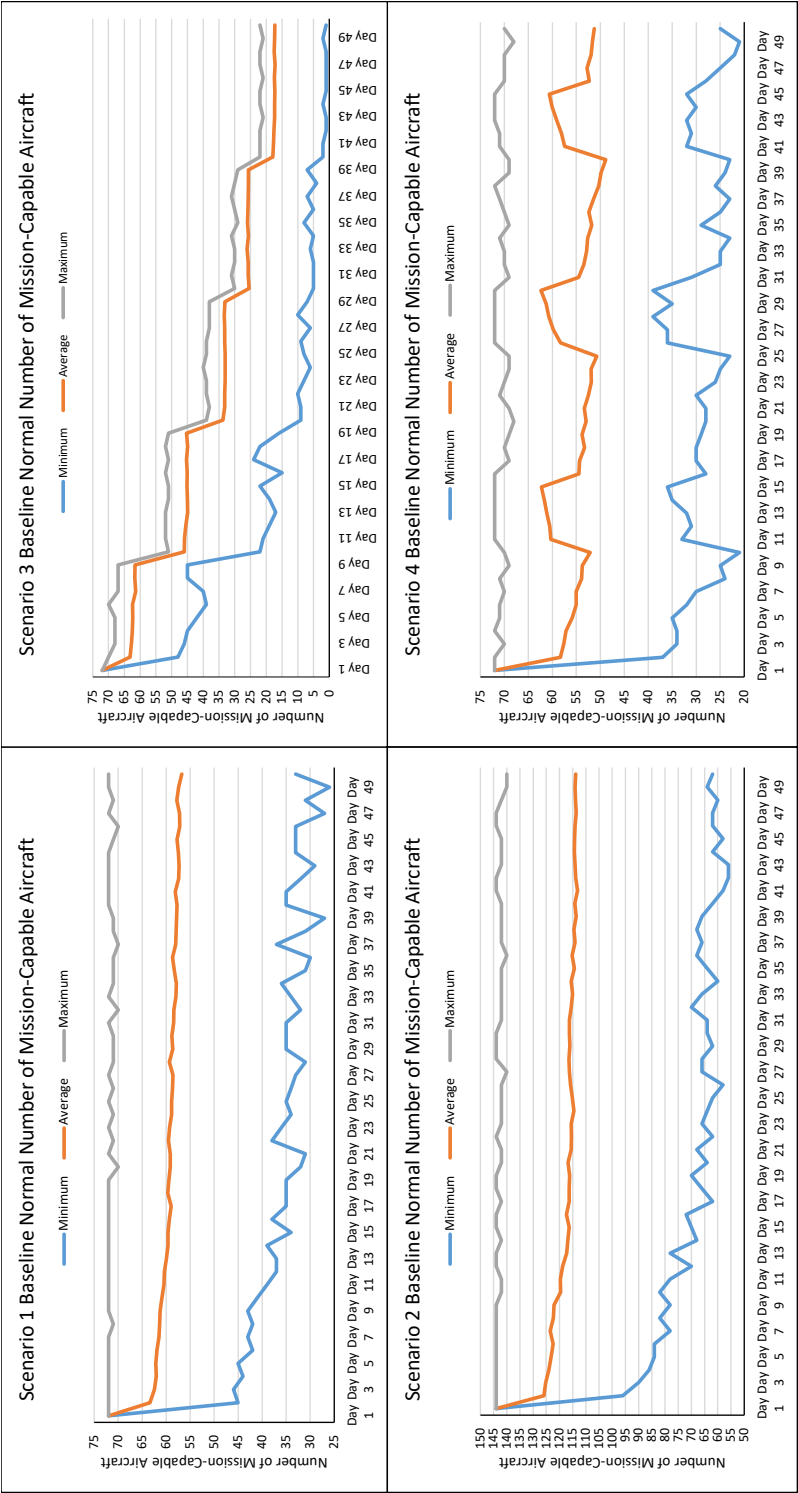 Scenario 1 Baseline Normal Number of Mission-Capable Aircraft
Minimum Average Maximum
Number of Mission-Capable Aircraft
75
70
65
60
55
50
45
40
35
30
25
Day Day Day Day Day Day Day Day Day Day Day Day Day Day Day Day Day Day Day Day Day Day Day Day Day
1 3 5 7 9 11 13 15 17 19 21 23 25 27 29 31 33 35 37 39 41 43 45 47 49
Scenario 3 Baseline Normal Number of Mission-Capable Aircraft
Minimum Average Maximum
Number of Mission-Capable Aircraft
75
70
65
60
55
50
45
40
35
30
25
20
15
10
5
0
Day 1
Day 3
Day 5
Day 7
Day 9
Day 11
Day 13
Day 15
Day 17
Day 19
Day 21
Day 23
Day 25
Day 27
Day 29
Day 31
Day 33
Day 35
Day 37
Day 39
Day 41
Day 43
Day 45
Day 47
Day 49
Scenario 2 Baseline Normal Number of Mission-Capable Aircraft
Minimum Average Maximum
Number of Mission-Capable Aircraft
150
145
140
135
130
125
120
115
110
105
100
95
90
85
80
75
70
65
60
55
50
Day Day Day Day Day Day Day Day Day Day Day Day Day Day Day Day Day Day Day Day Day Day Day Day Day
1 3 5 7 9 11 13 15 17 19 21 23 25 27 29 31 33 35 37 39 41 43 45 47 49
Scenario 4 Baseline Normal Number of Mission-Capable Aircraft
Minimum Average Maximum
Number of Mission-Capable Aircraft
75
70
65
60
55
50
45
40
35
30
25
20
Day Day Day Day Day Day Day Day Day Day Day Day Day Day Day Day Day Day Day Day Day Day Day Day Day
1 3 5 7 9 11 13 15 17 19 21 23 25 27 29 31 33 35 37 39 41 43 45 47 49